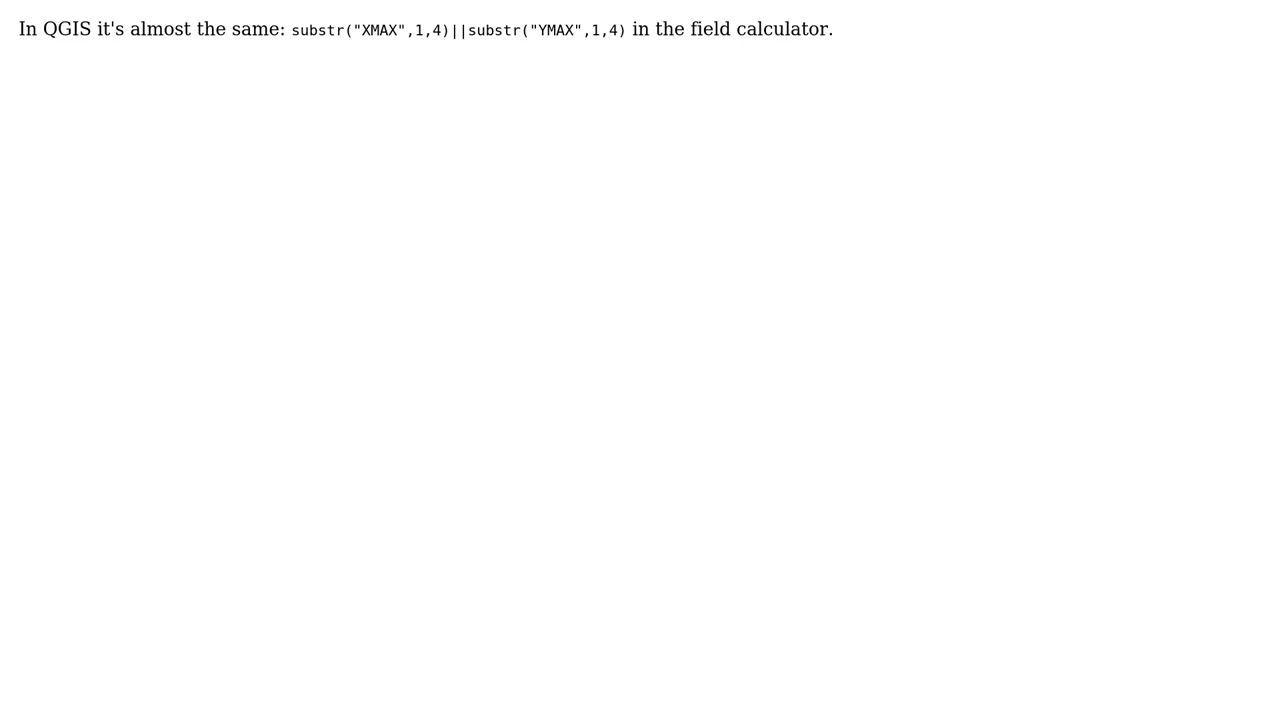 In QGIS it's almost the same: substr("XMAX",1,4)||substr("YMAX",1,4) in the field calculator.